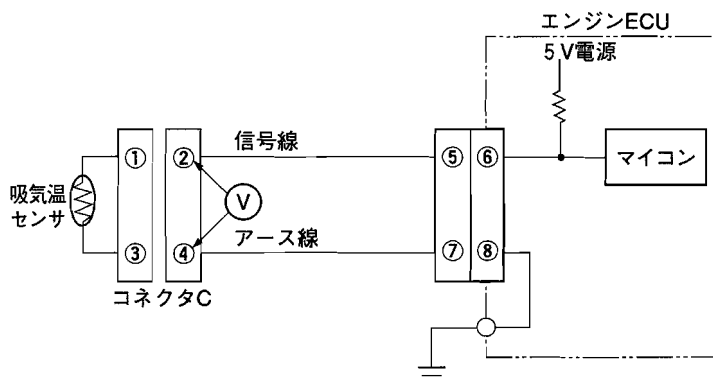 エンジンECU
5V電源
信号線
① ② ⑤ ⑥ マイコン
吸気温
センサ
V
アース線
③ ④ ⑦ ⑧
コネクタC